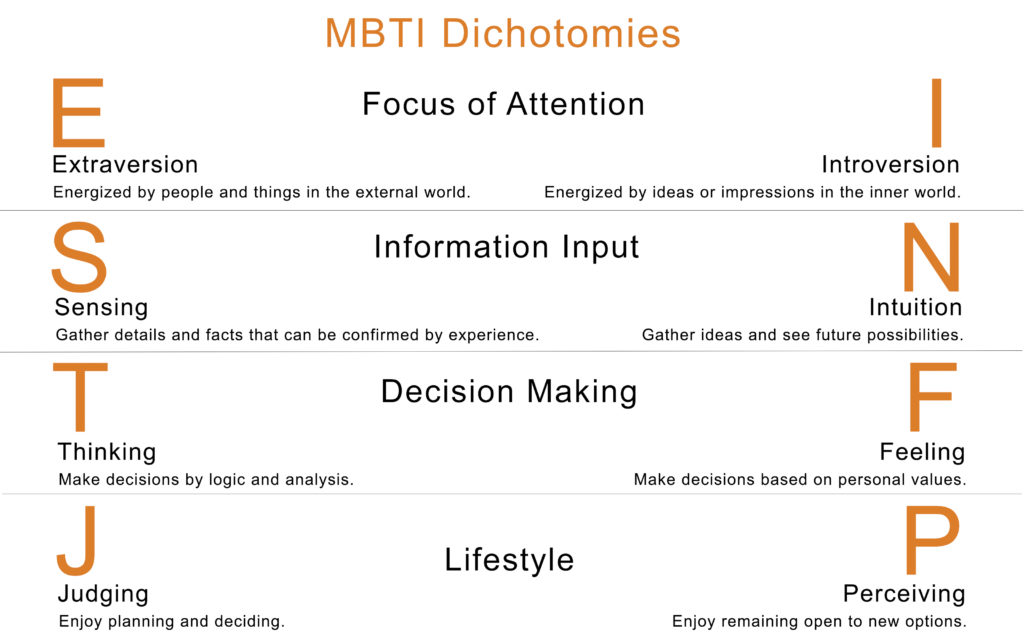 MBTI Dichotomies
E
Focus of Attention
I
Extraversion
Introversion
Energized by people and things in the external world.
Energized by ideas or impressions in the inner world.
S
Information Input
N
Sensing
Intuition
Gather details and facts that can be confirmed by experience.
Gather ideas and see future possibilities.
T
Decision Making
F
Thinking
Feeling
Make decisions by logic and analysis.
Make decisions based on personal values.
J
Lifestyle
P
Judging
Perceiving
Enjoy planning and deciding.
Enjoy remaining open to new options.